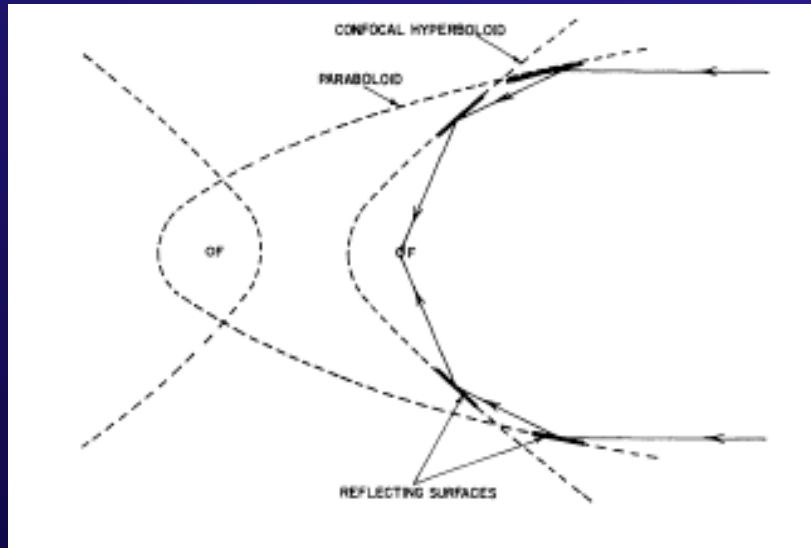 CONFOCAL HYPERBOLOID
PARABOLOID
OF
OF
REFLECTING SURFACES